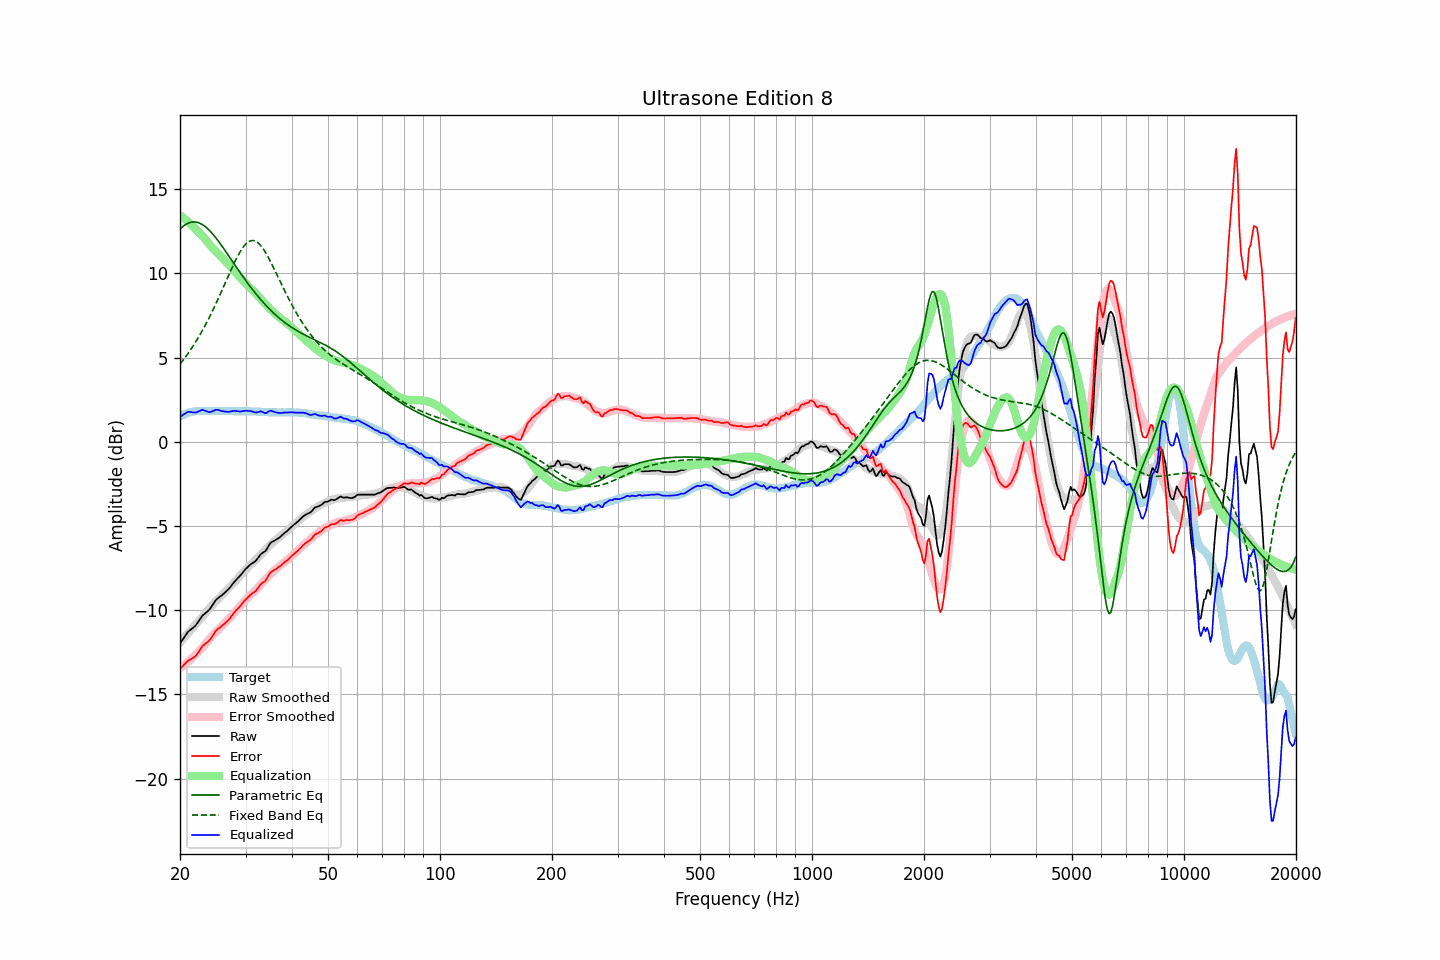 Ultrasone Edition 8
Amplitude (dBr)
15
10
5
0
−5
−10
−15
−20
Target
Raw Smoothed
Error Smoothed
Raw
Error
Equalization
Parametric Eq
Fixed Band Eq
Equalized
20 50 100 200 500 1000 2000 5000 10000 20000
Frequency (Hz)